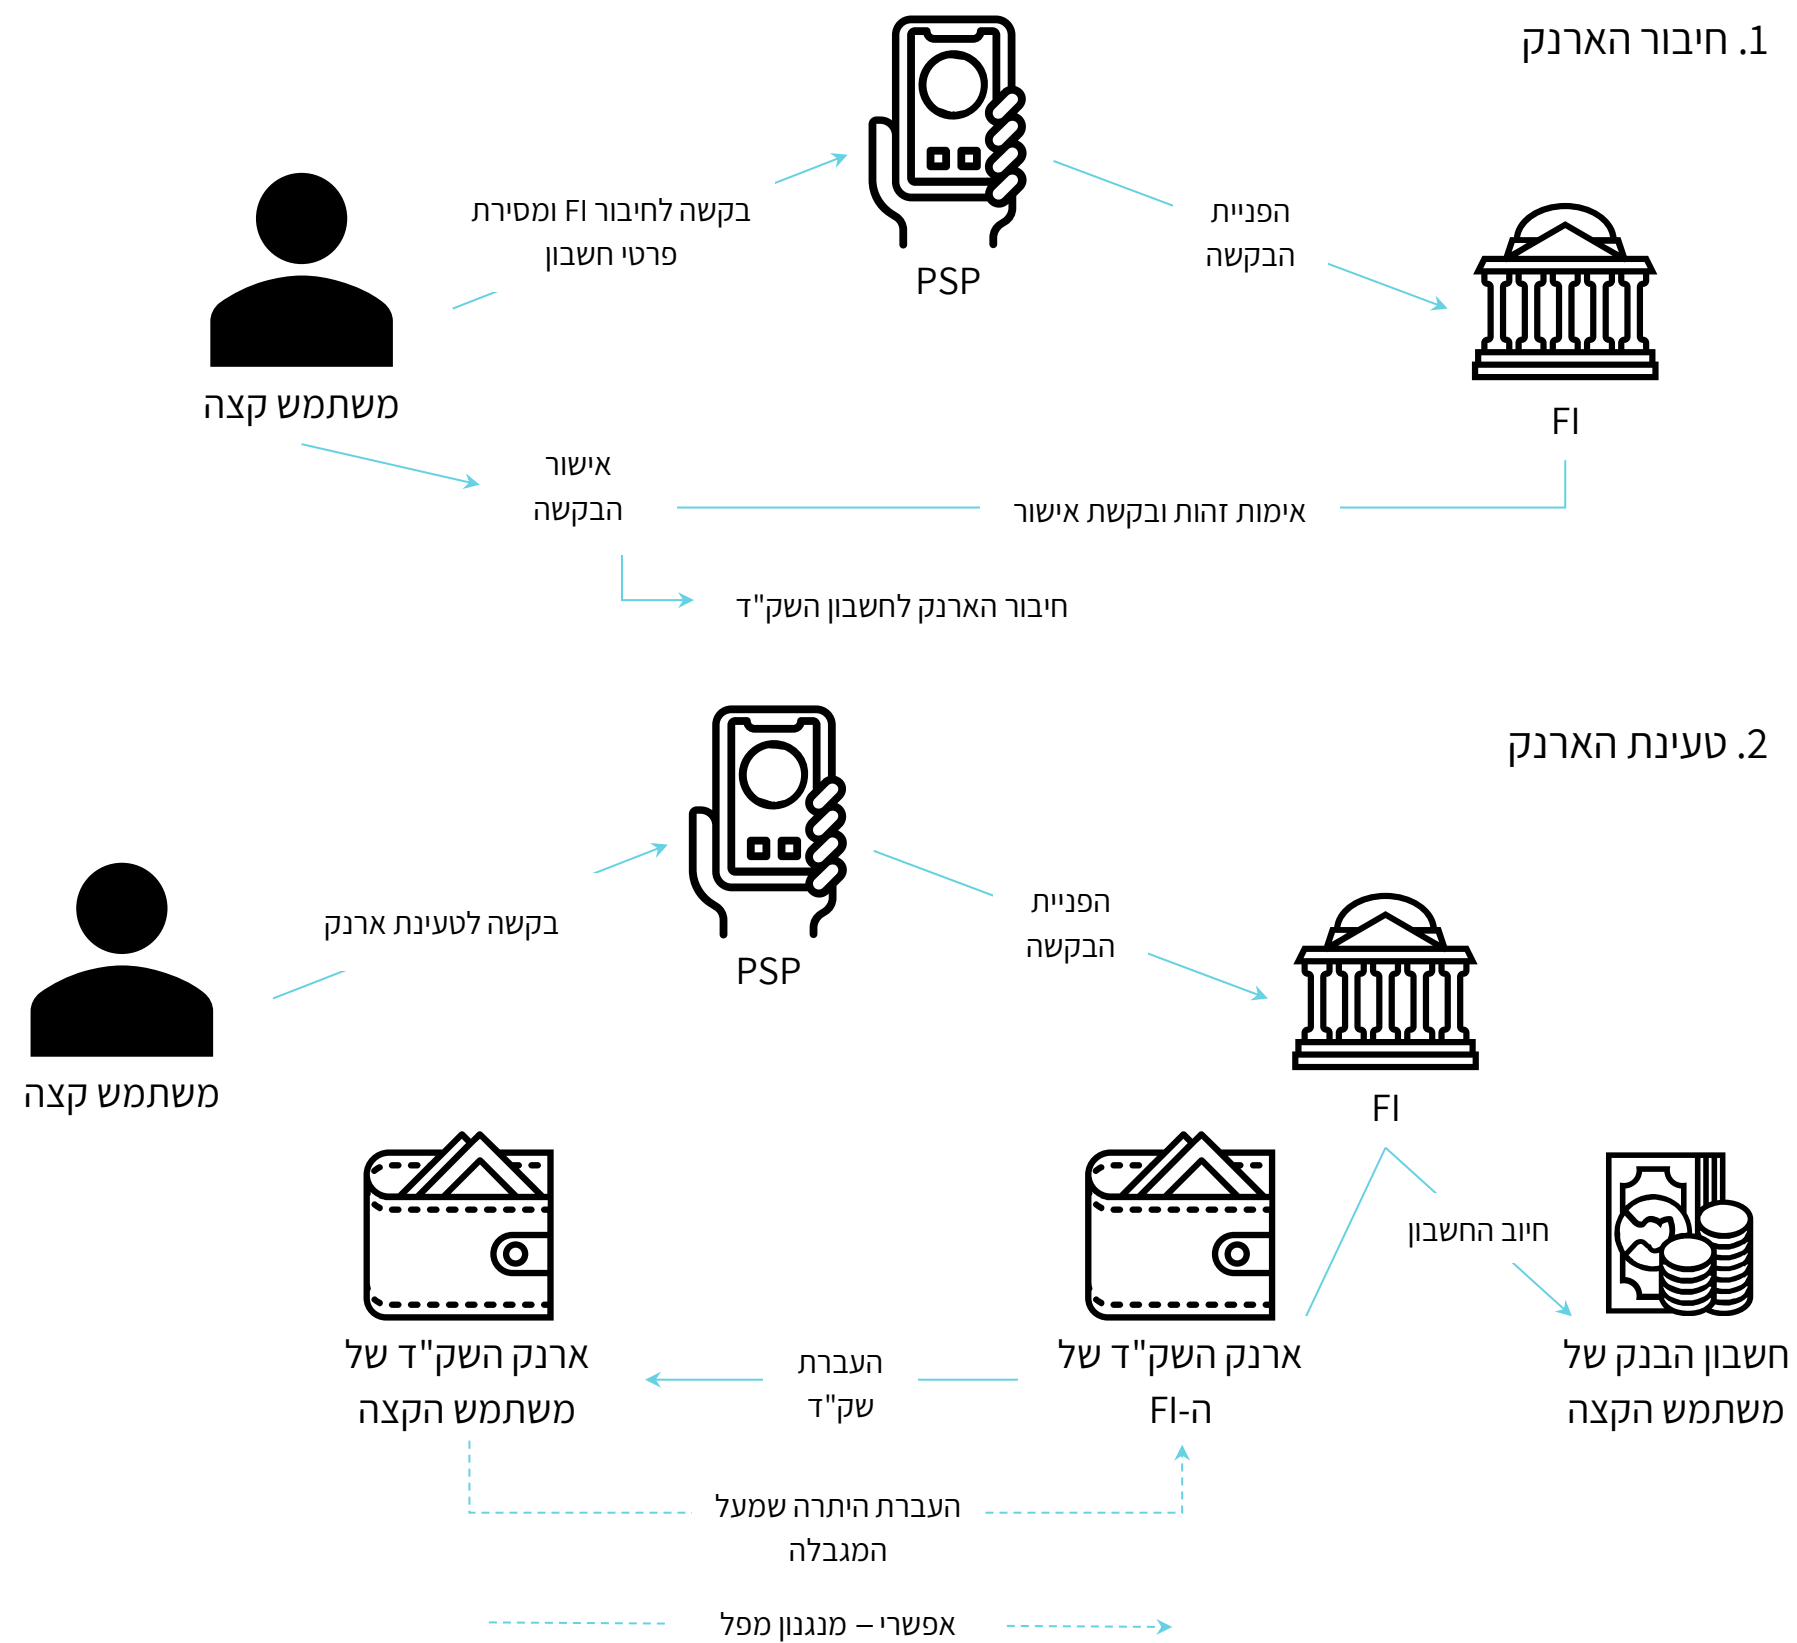 1. חיבור הארנק
PSP
בקשה לחיבור FI ומסירת
פרטי חשבון
הפניית
הבקשה
משתמש קצה
FI
אישור
הבקשה
אימות זהות ובקשת אישור
חיבור הארנק לחשבון השק"ד
2. טעינת הארנק
PSP
בקשה לטעינת ארנק
הפניית
הבקשה
משתמש קצה
FI
חיוב החשבון
חשבון הבנק של
משתמש הקצה
ארנק השק"ד של
ה-FI
העברת
שק"ד
ארנק השק"ד של
משתמש הקצה
העברת היתרה שמעל
המגבלה
אפשרי – מנגנון מפל